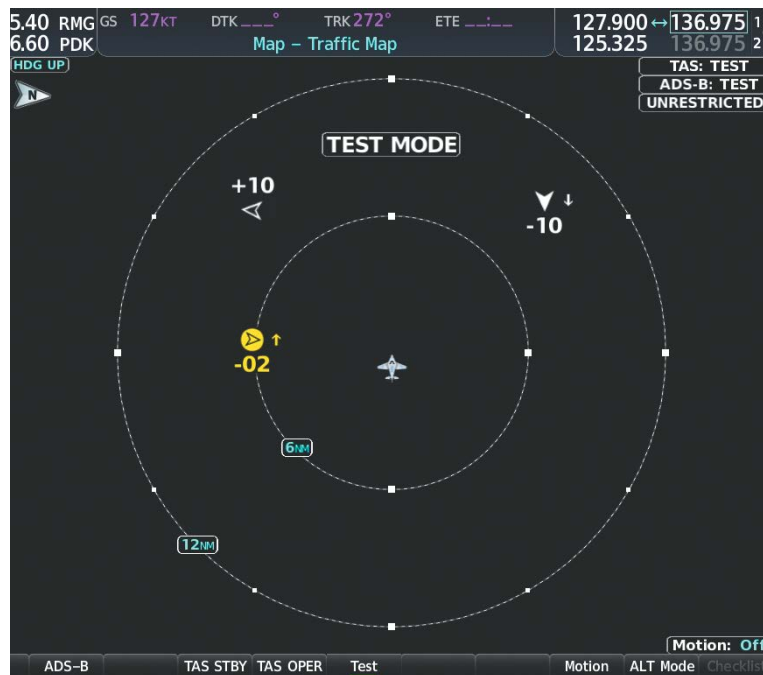 5.40 RMG GS 127KT DTK ___° TRK 272° ETE __:__ 127.900 ↔ 136.975 1
6.60 PDK Map – Traffic Map 125.325 136.975 2
HDG UP TAS: TEST
N ADS-B: TEST
UNRESTRICTED
TEST MODE
+10
-10
-02
6NM
12NM
Motion: Off
ADS-B TAS STBY TAS OPER Test Motion ALT Mode Checklist